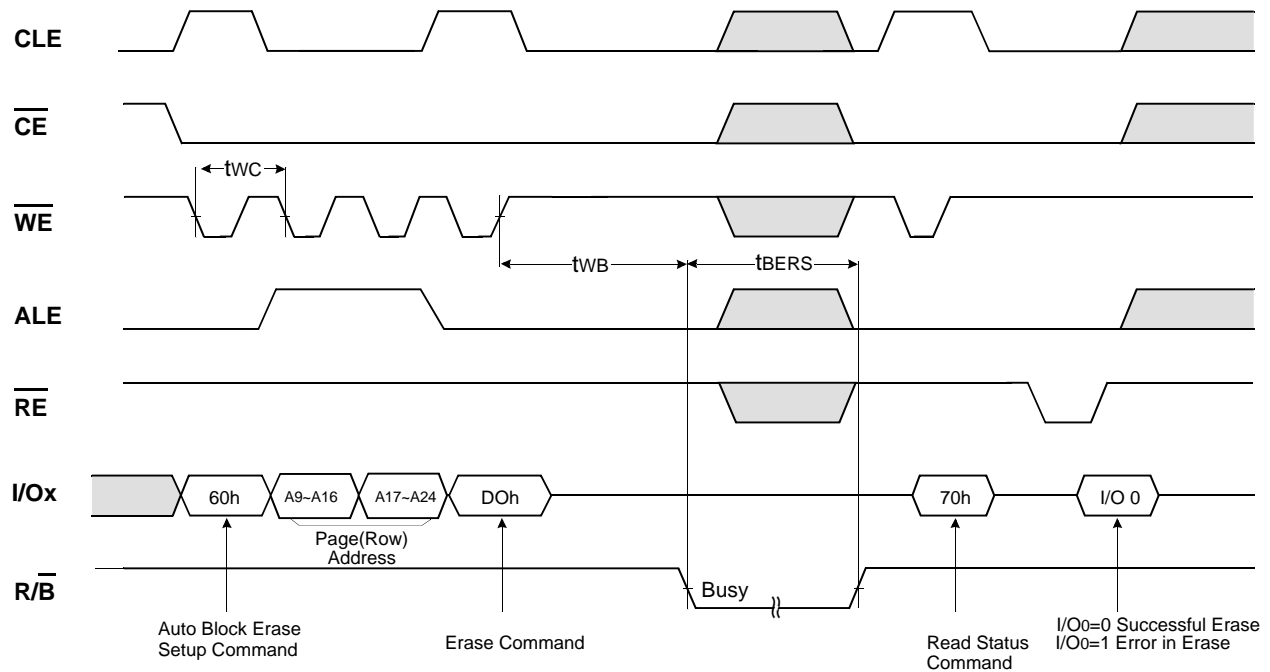 CLE
CE
tWC
WE
tWB
tBERS
ALE
RE
I/Ox
60h
A9~A16
A17~A24
DOh
70h
I/O 0
Page(Row)
Address
R/B
Busy
Auto Block Erase
Setup Command
Erase Command
Read Status
Command
I/O0=0 Successful Erase
I/O0=1 Error in Erase